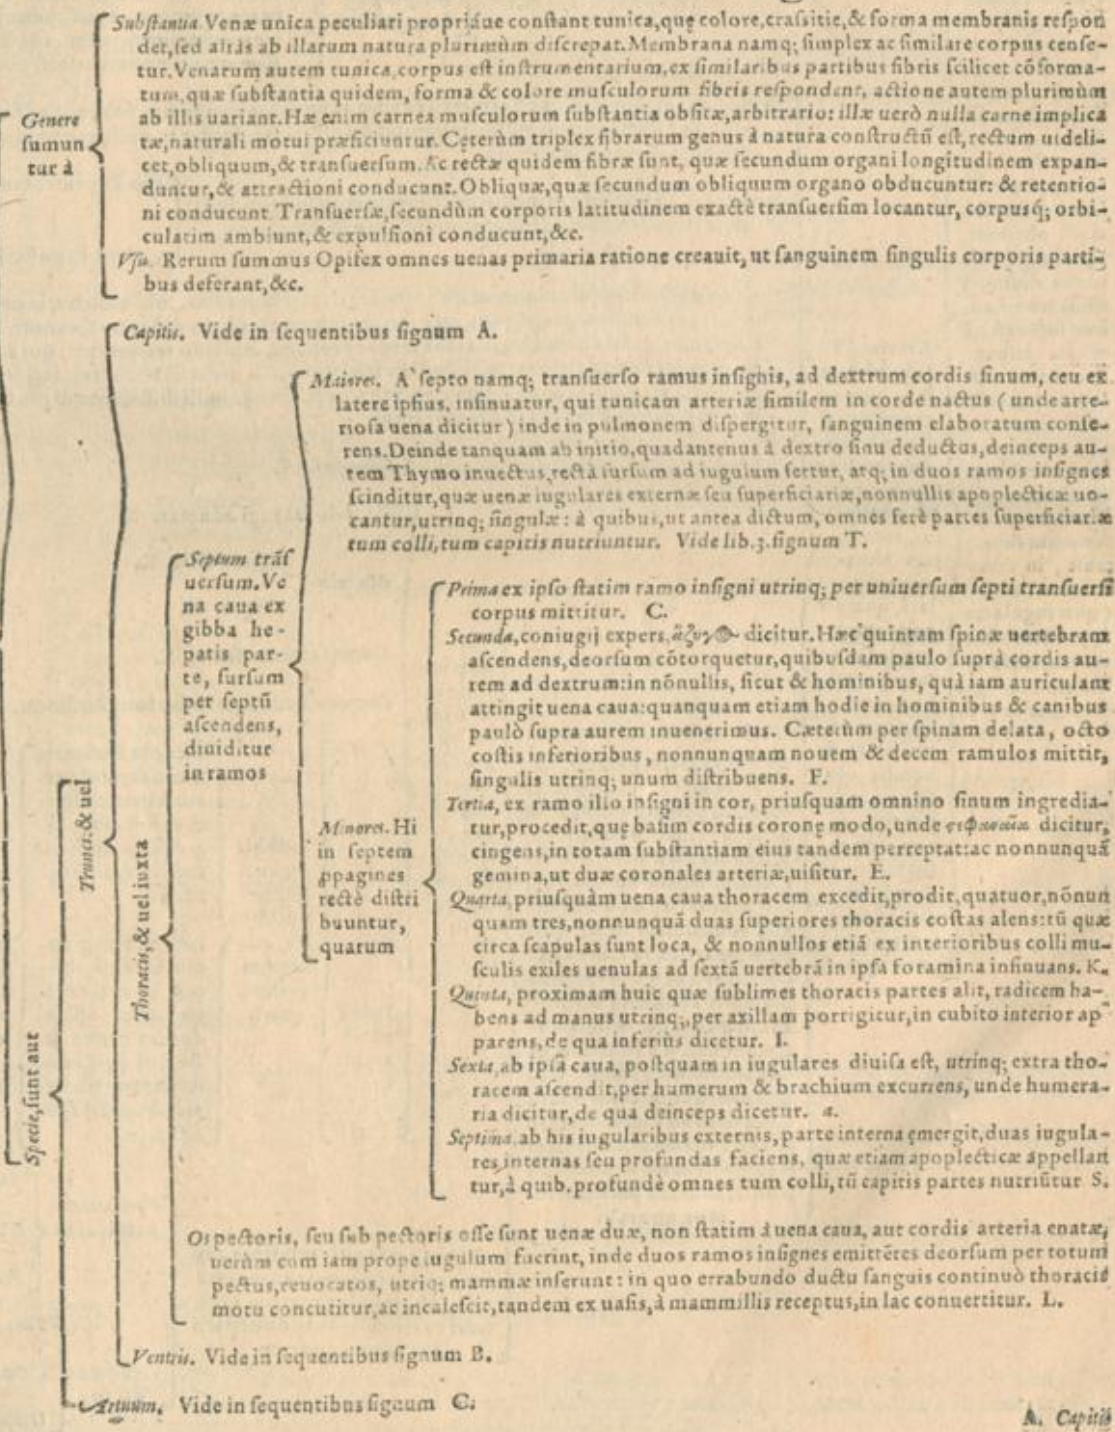 Substantia. Venæ unica peculiari propriáue constant tunica, quę colore, crassitie, & forma membranis respon
det, sed aliàs ab illarum natura plurimùm discrepat. Membrana namq; simplex ac similare corpus cense-
tur. Venarum autem tunica, corpus est instrumentarium, ex similaribus partibus fibris scilicet cōforma-
tum, quæ substantia quidem, forma & colore musculorum fibris respondent, actione autem plurimùm
ab illis uariant. Hæ enim carnea musculorum substantia obsitæ, arbitrario: illæ uerò nulla carne implica
tæ, naturali motui præficiuntur. Ceterùm triplex fibrarum genus à natura constructū est, rectum uideli-
cet, obliquum, & transuersum. Ac rectæ quidem fibræ sunt, quæ secundum organi longitudinem expan-
duntur, & attractioni conducunt. Obliquæ, quæ secundum obliquum organo obducuntur: & retentio-
ni conducunt. Transuersæ, secundùm corporis latitudinem exactè transuersim locantur, corpusq́; orbi-
culatim ambiunt, & expulsioni conducunt, &c.
Genere
sumun
tur à
Vsu. Rerum summus Opifex omnes uenas primaria ratione creauit, ut sanguinem singulis corporis parti-
bus deferant, &c.
Specie, sunt aut
Trunci: & uel
Capitis. Vide in sequentibus signum A.
Thoracis, & uel iuxta
Septum trās
uersum. Ve
na caua ex
gibba he-
patis par-
te, sursum
per septū
ascendens,
diuiditur
in ramos
Maiores. A' septo namq; transuerso ramus insignis, ad dextrum cordis sinum, ceu ex
latere ipsius, insinuatur, qui tunicam arteriæ similem in corde nactus ( unde arte-
riosa uena dicitur ) inde in pulmonem dispergitur, sanguinem elaboratum confe-
rens. Deinde tanquam ab initio, quadantenus à dextro sinu deductus, deinceps au-
tem Thymo inuectus, rectà sursum ad iugulum fertur, atq; in duos ramos insignes
scinditur, quæ uenæ iugulares externæ seu superficiariæ, nonnullis apoplecticæ uo-
cantur, utrinq; singulæ: à quibus, ut antea dictum, omnes ferè partes superficiariæ
tum colli, tum capitis nutriuntur. Vide lib. 3. signum T.
Minores. Hi
in septem
ppagines
rectè distri
buuntur,
quarum
Prima ex ipso statim ramo insigni utrinq; per uniuersum septi transuersi
corpus mittitur. C.
Secunda, coniugij expers, ἄζυγος dicitur. Hæc quintam spinæ uertebram
ascendens, deorsum cōtorquetur, quibusdam paulo suprà cordis au-
rem ad dextrum: in nōnullis, sicut & hominibus, quà iam auriculam
attingit uena caua: quanquam etiam hodie in hominibus & canibus
paulò supra aurem inuenerimus. Cæterùm per spinam delata, octo
costis inferioribus, nonnunquam nouem & decem ramulos mittit,
singulis utrinq; unum distribuens. F.
Tertia, ex ramo illo insigni in cor, priusquam omnino sinum ingredia-
tur, procedit, quę basim cordis coronę modo, unde dicitur,
cingens, in totam substantiam eius tandem perreptat: ac nonnunquā
gemina, ut duæ coronales arteriæ, uisitur. E.
Quarta, priusquàm uena caua thoracem excedit, prodit, quatuor, nōnun
quam tres, nonnunquā duas superiores thoracis costas alens: tū quæ
circa scapulas sunt loca, & nonnullos etiā ex interioribus colli mu-
sculis exiles uenulas ad sextā uertebrā in ipsa foramina insinuans. K.
Quinta, proximam huic quæ sublimes thoracis partes alit, radicem ha-
bens ad manus utrinq;, per axillam porrigitur, in cubito interior ap
parens, de qua inferiùs dicetur. I.
Sexta, ab ipsa caua, postquam in iugulares diuisa est, utrinq; extra tho-
racem ascendit, per humerum & brachium excurrens, unde humera-
ria dicitur, de qua deinceps dicetur. a.
Septima, ab his iugularibus externis, parte interna ęmergit, duas iugula-
res internas seu profundas faciens, quæ etiam apoplecticæ appellan
tur, à quib. profundè omnes tum colli, tū capitis partes nutriūtur S.
Os pectoris, seu sub pectoris osse sunt uenæ duæ, non statim à uena caua, aut cordis arteria enatæ,
uerùm cum iam prope iugulum fuerint, inde duos ramos insignes emittētes deorsum per totum
pectus, reuocatos, utriq; mammæ inserunt: in quo errabundo ductu sanguis continuò thoracis
motu concutitur, ac incalescit, tandem ex uasis, à mammillis receptus, in lac conuertitur. L.
Ventris. Vide in sequentibus signum B.
Artuum. Vide in sequentibus signum C.
A. Capitis